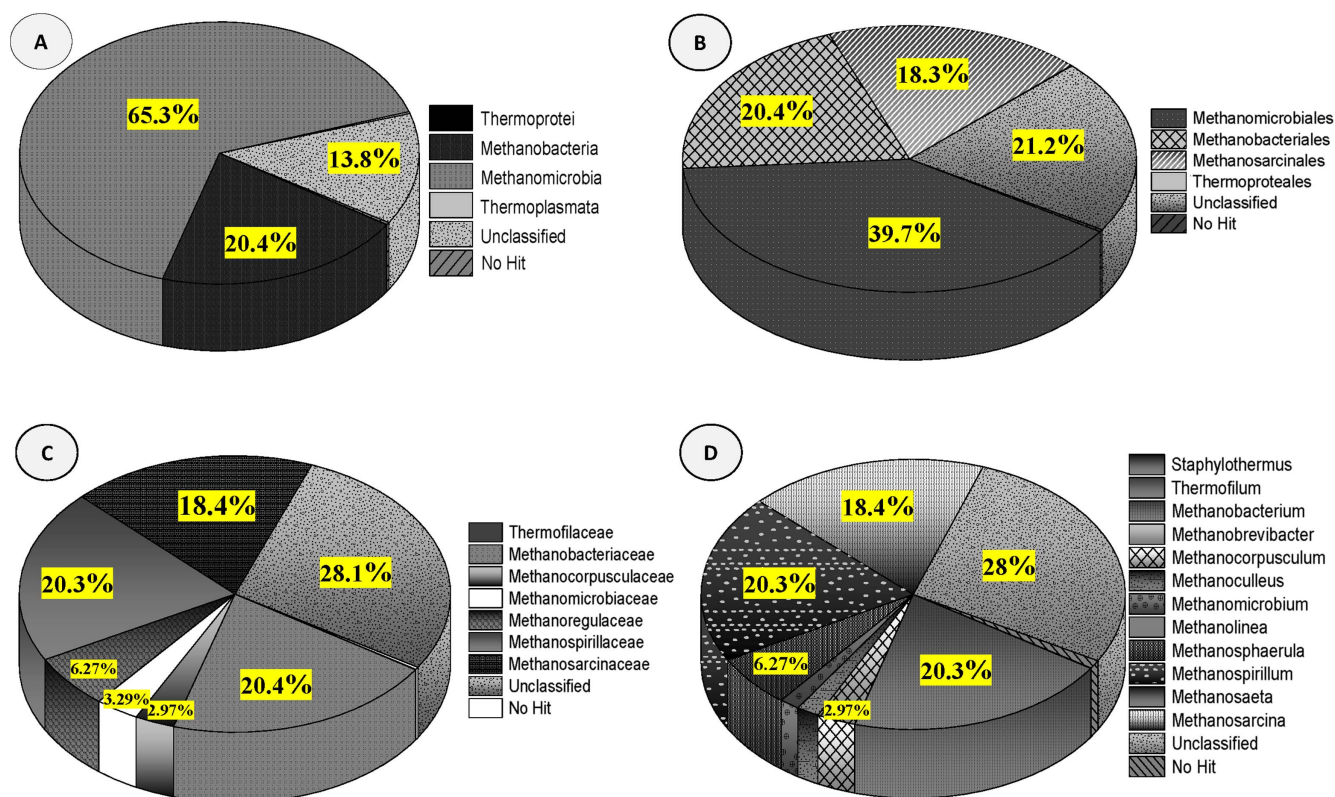 A
65.3%
13.8%
20.4%
Thermoprotei
Methanobacteria
Methanomicrobia
Thermoplasmata
Unclassified
No Hit
B
18.3%
20.4%
21.2%
39.7%
Methanomicrobiales
Methanobacteriales
Methanosarcinales
Thermoproteales
Unclassified
No Hit
C
18.4%
28.1%
20.3%
6.27%
3.29%
2.97%
20.4%
Thermofilaceae
Methanobacteriaceae
Methanocorpusculaceae
Methanomicrobiaceae
Methanoregulaceae
Methanospirillaceae
Methanosarcinaceae
Unclassified
No Hit
D
18.4%
28%
20.3%
6.27%
2.97%
20.3%
Staphylothermus
Thermofilum
Methanobacterium
Methanobrevibacter
Methanocorpusculum
Methanoculleus
Methanomicrobium
Methanolinea
Methanosphaerula
Methanospirillum
Methanosaeta
Methanosarcina
Unclassified
No Hit